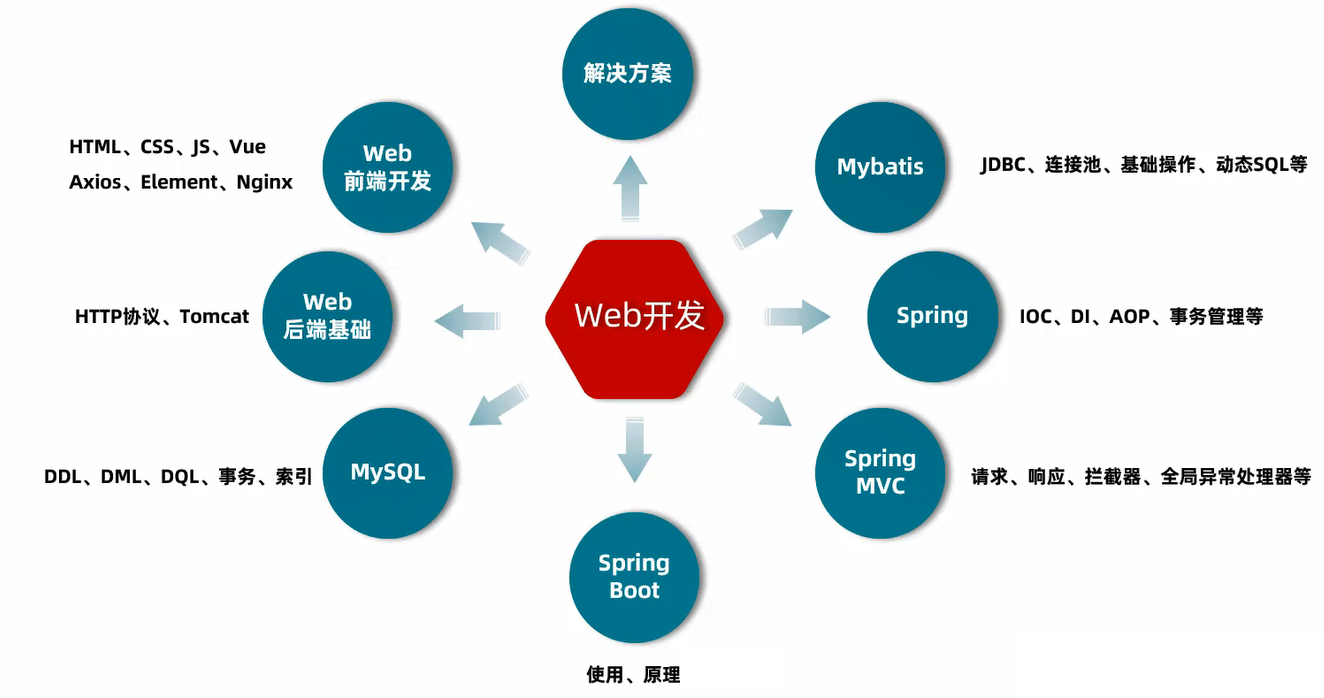 解决方案
Web
前端开发
HTML、CSS、JS、Vue
Axios、Element、Nginx
Mybatis
JDBC、连接池、基础操作、动态SQL等
Web
后端基础
HTTP协议、Tomcat
Web开发
Spring
IOC、DI、AOP、事务管理等
MySQL
DDL、DML、DQL、事务、索引
Spring
MVC
请求、响应、拦截器、全局异常处理器等
Spring
Boot
使用、原理